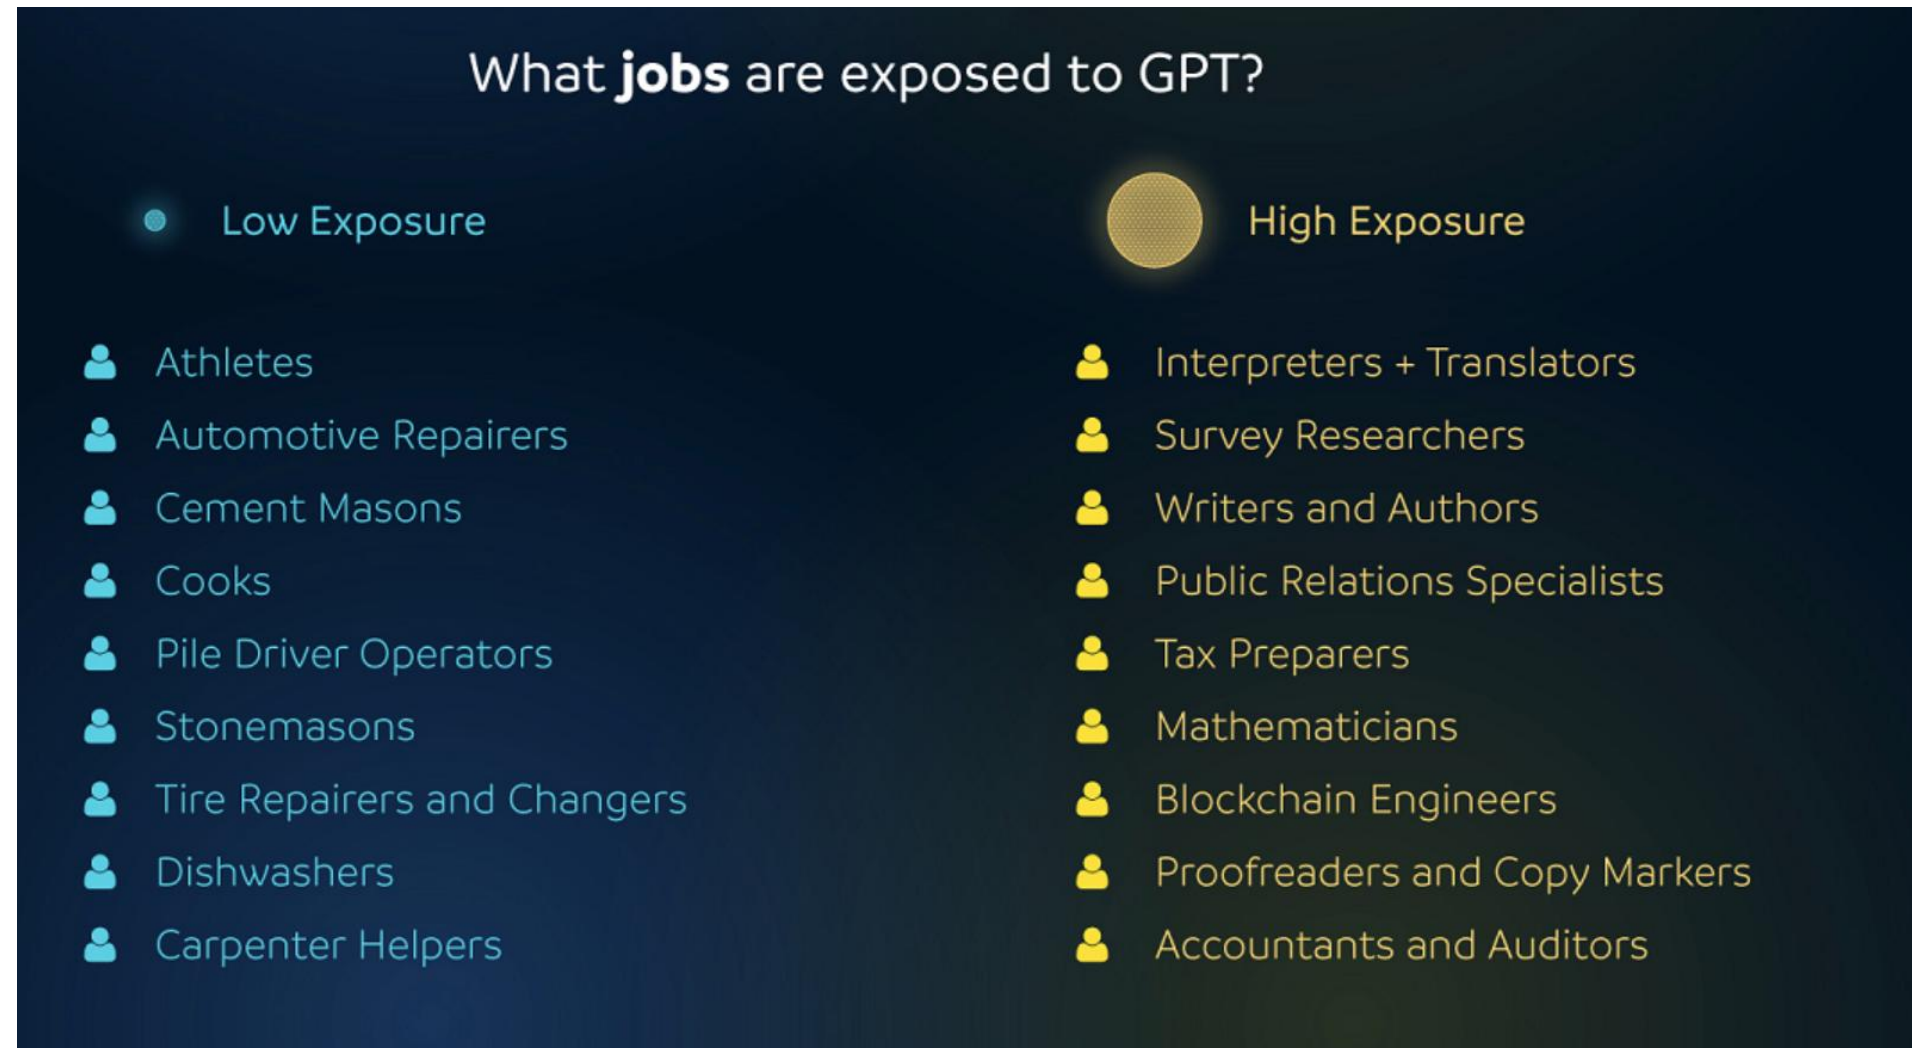 What jobs are exposed to GPT?
Low Exposure
Athletes
Automotive Repairers
Cement Masons
Cooks
Pile Driver Operators
Stonemasons
Tire Repairers and Changers
Dishwashers
Carpenter Helpers
High Exposure
Interpreters + Translators
Survey Researchers
Writers and Authors
Public Relations Specialists
Tax Preparers
Mathematicians
Blockchain Engineers
Proofreaders and Copy Markers
Accountants and Auditors